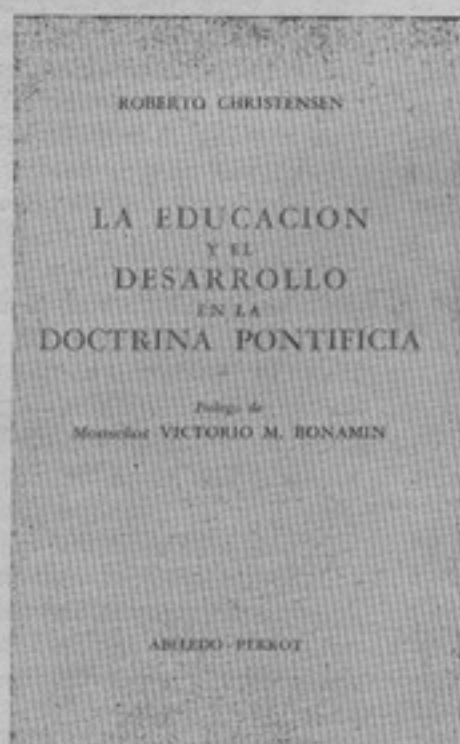 ROBERTO CHRISTENSEN
LA EDUCACION
Y EL
DESARROLLO
EN LA
DOCTRINA PONTIFICIA
Prólogo de
Monseñor VICTORIO M. BONAMIN
ABELEDO - PERROT